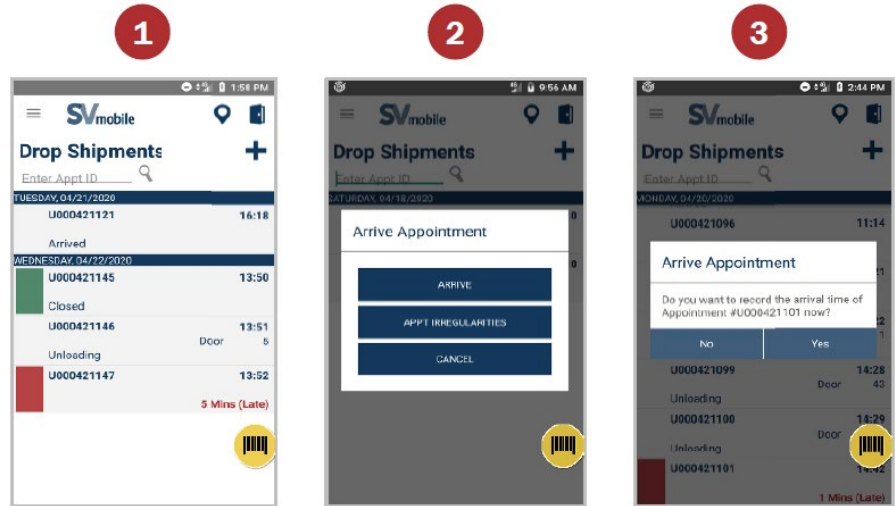 1
2
3
1:58 PM
SVmobile
Drop Shipments
Enter Appt ID
TUESDAY, 04/21/2020
U000421121 16:18
Arrived
WEDNESDAY, 04/22/2020
U000421145 13:50
Closed
U000421146 13:51
Door 5
Unloading
U000421147 13:52
5 Mins (Late)
9:56 AM
SVmobile
Drop Shipments
Enter Appt ID
SATURDAY, 04/18/2020
0
Arrive Appointment
0
ARRIVE
APPT IRREGULARITIES
CANCEL
2:44 PM
SVmobile
Drop Shipments
Enter Appt ID
MONDAY, 04/20/2020
U000421096 11:14
Arrive Appointment
Do you want to record the arrival time of
Appointment #U000421101 now?
No Yes
U000421099 14:28
Door 43
Unloading
U000421100 14:29
Door
Unloading
U000421101 14:42
1 Mins (Late)